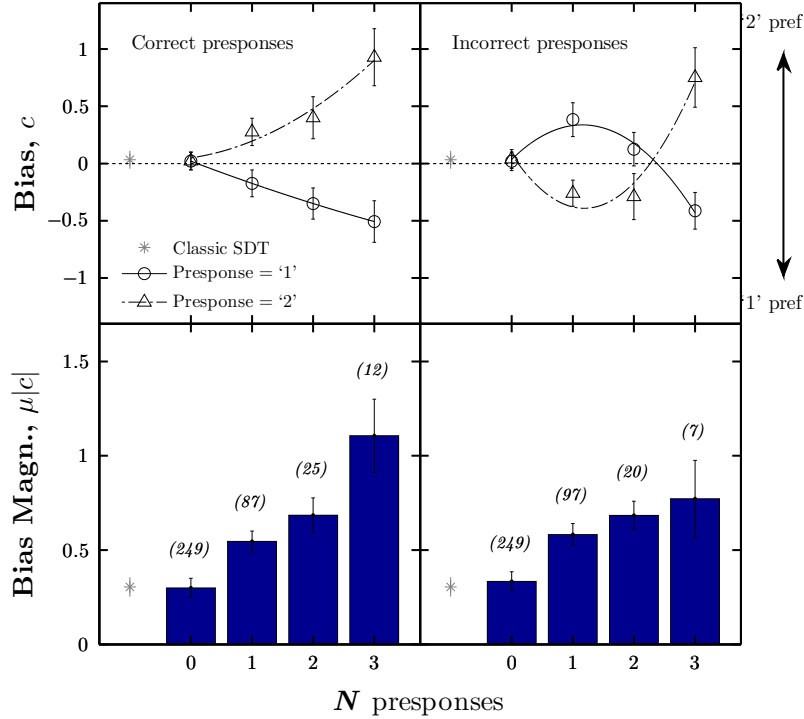 Correct presponses
Incorrect presponses
‘2’ pref
1
0.5
0
−0.5
−1
Bias, c
Classic SDT
Presponse = ‘1’
Presponse = ‘2’
‘1’ pref
1.5
1
0.5
0
Bias Magn., μ|c|
(249)
(87)
(25)
(12)
(249)
(97)
(20)
(7)
0 1 2 3
0 1 2 3
N presponses